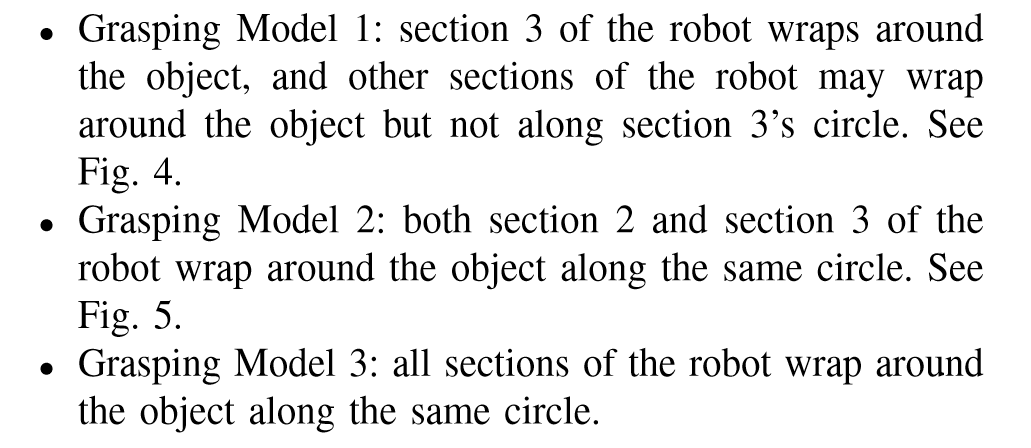 • Grasping Model 1: section 3 of the robot wraps around
the object, and other sections of the robot may wrap
around the object but not along section 3's circle. See
Fig. 4.
• Grasping Model 2: both section 2 and section 3 of the
robot wrap around the object along the same circle. See
Fig. 5.
• Grasping Model 3: all sections of the robot wrap around
the object along the same circle.